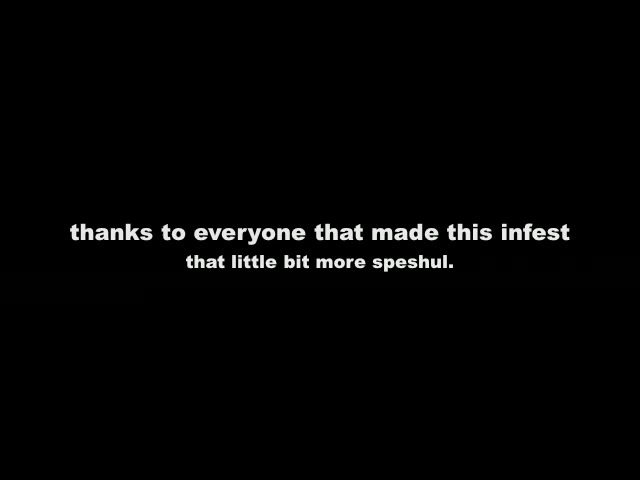 thanks to everyone that made this infest
that little bit more speshul.